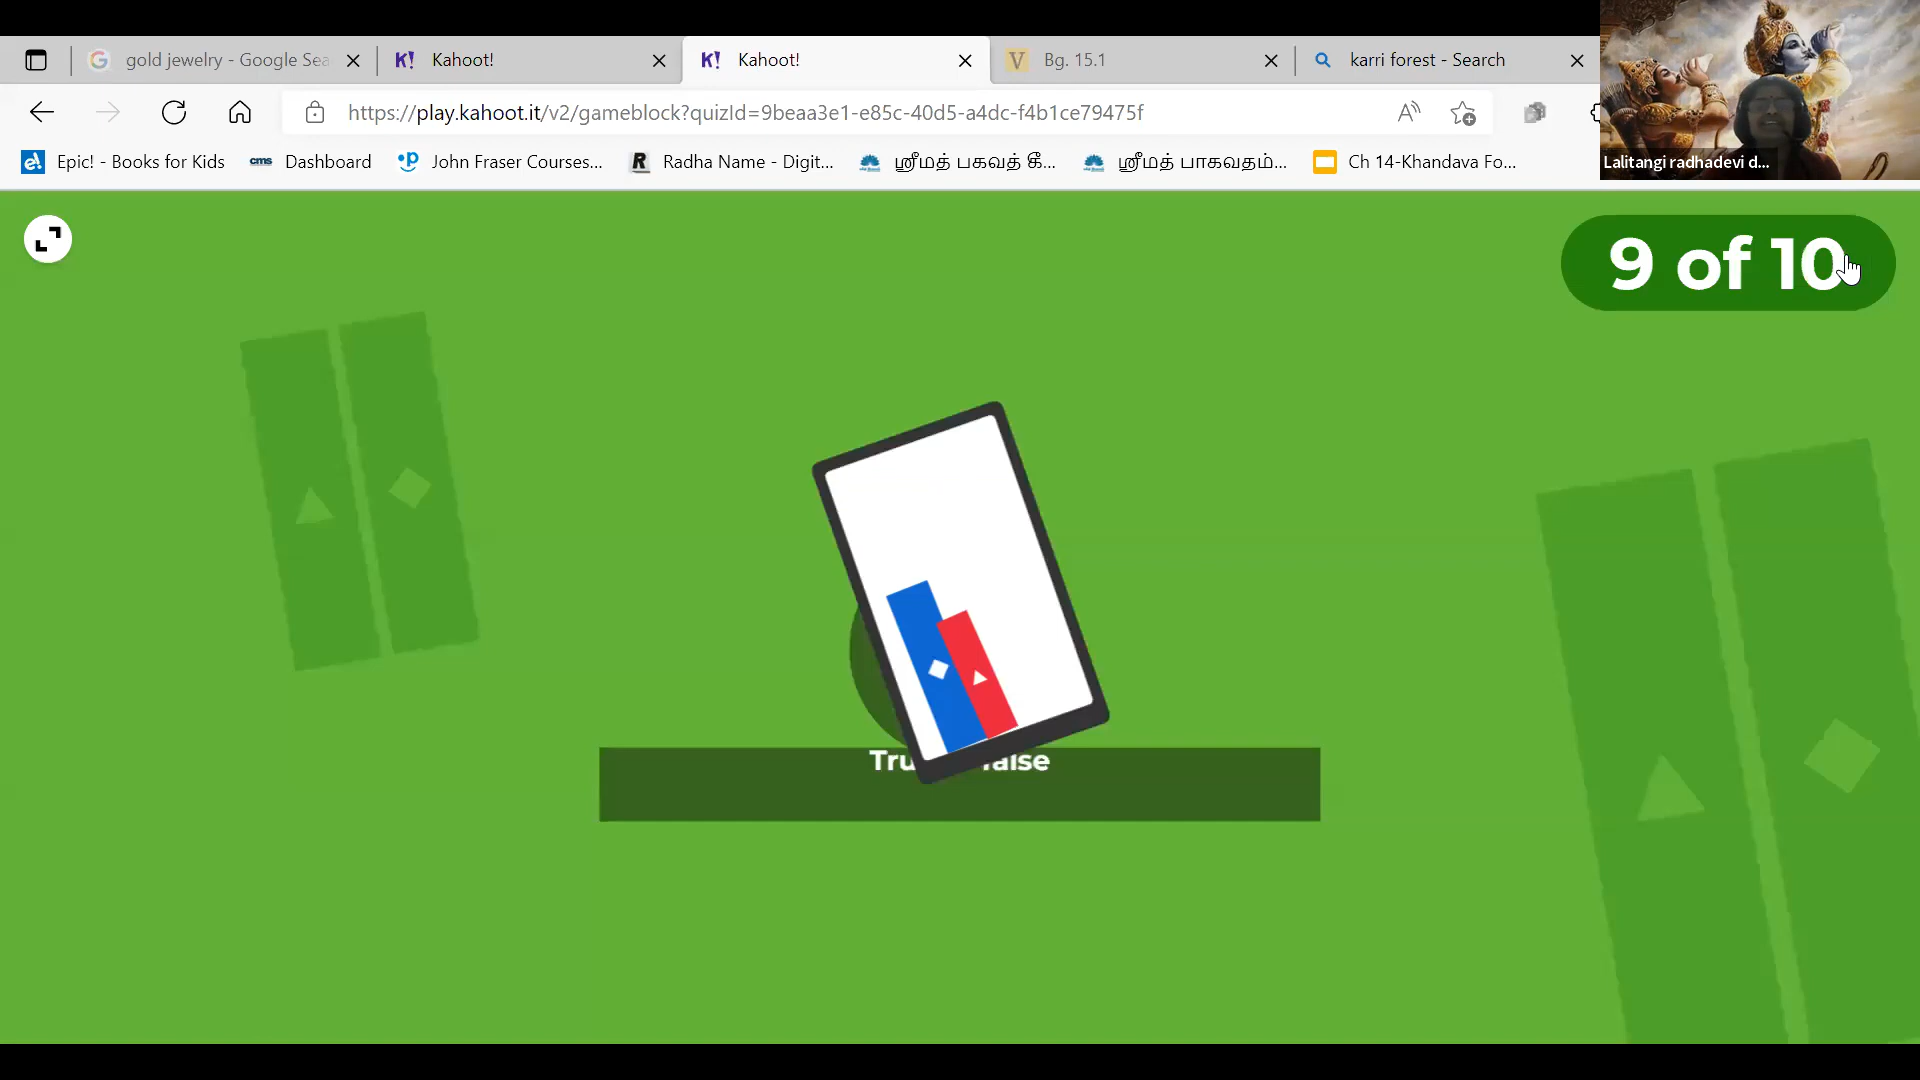 gold jewelry - Google Sea
K! Kahoot!
K! Kahoot!
V Bg. 15.1
karri forest - Search
https://play.kahoot.it/v2/gameblock?quizId=9beaa3e1-e85c-40d5-a4dc-f4b1ce79475f
Epic! - Books for Kids
cms Dashboard
John Fraser Courses...
R Radha Name - Digit...
ஸ்ரீமத் பகவத் கீ...
ஸ்ரீமத் பாகவதம்...
Ch 14-Khandava Fo...
Lalitangi radhadevi d...
9 of 10